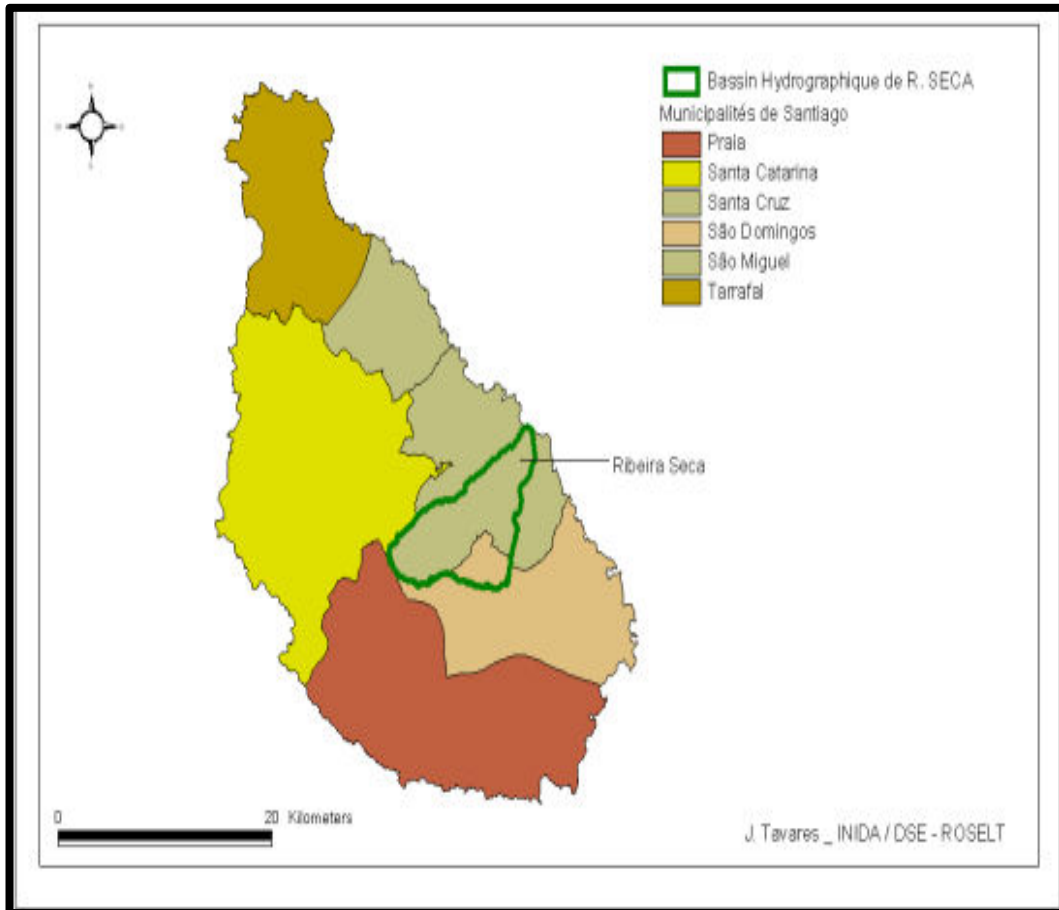 Bassin Hydrographique de R. SECA
Municipalités de Santiago
Praia
Santa Catarina
Santa Cruz
São Domingos
São Miguel
Tarrafal
Ribeira Seca
0 20 Kilometers
J. Tavares _ INIDA / DSE - ROSELT